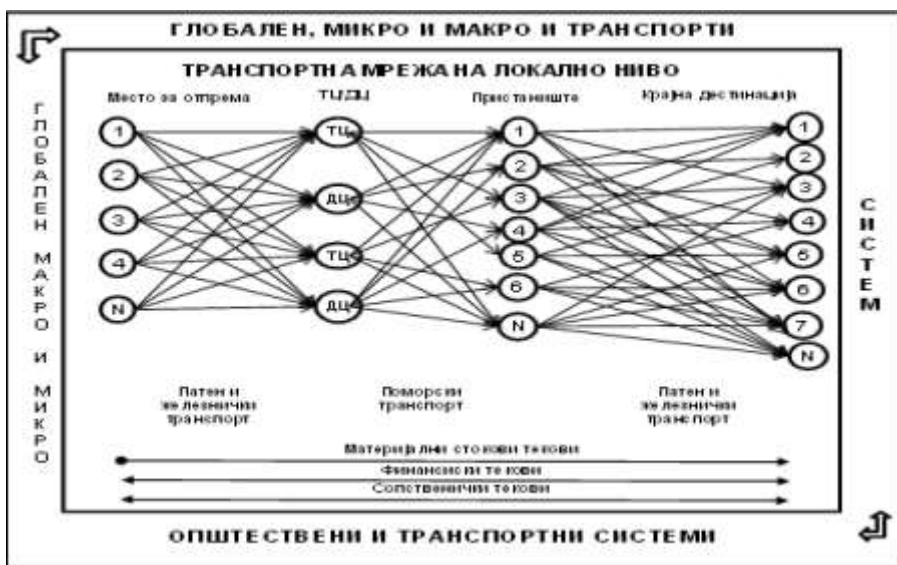 ГЛОБАЛЕН, МИКРО И МАКРО И ТРАНСПОРТИ
ТРАНСПОРТНА МРЕЖА НА ЛОКАЛНО НИВО
Место за отпрема ТЦ/ДЦ Пристаниште Крајна дестинација
1 ТЦ 1 1
2 ДЦ 2 2
3 ТЦ 3 3
4 ДЦ 4 4
N 5 5
6 6
N 7
N
ГЛОБАЛЕН МАКРО И МИКРО
СИСТЕМ
Патен и
железнички
транспорт
Поморски
транспорт
Патен и
железнички
транспорт
Материјални стокови текови
Финансиски текови
Сопственички текови
ОПШТЕСТВЕНИ И ТРАНСПОРТНИ СИСТЕМИ